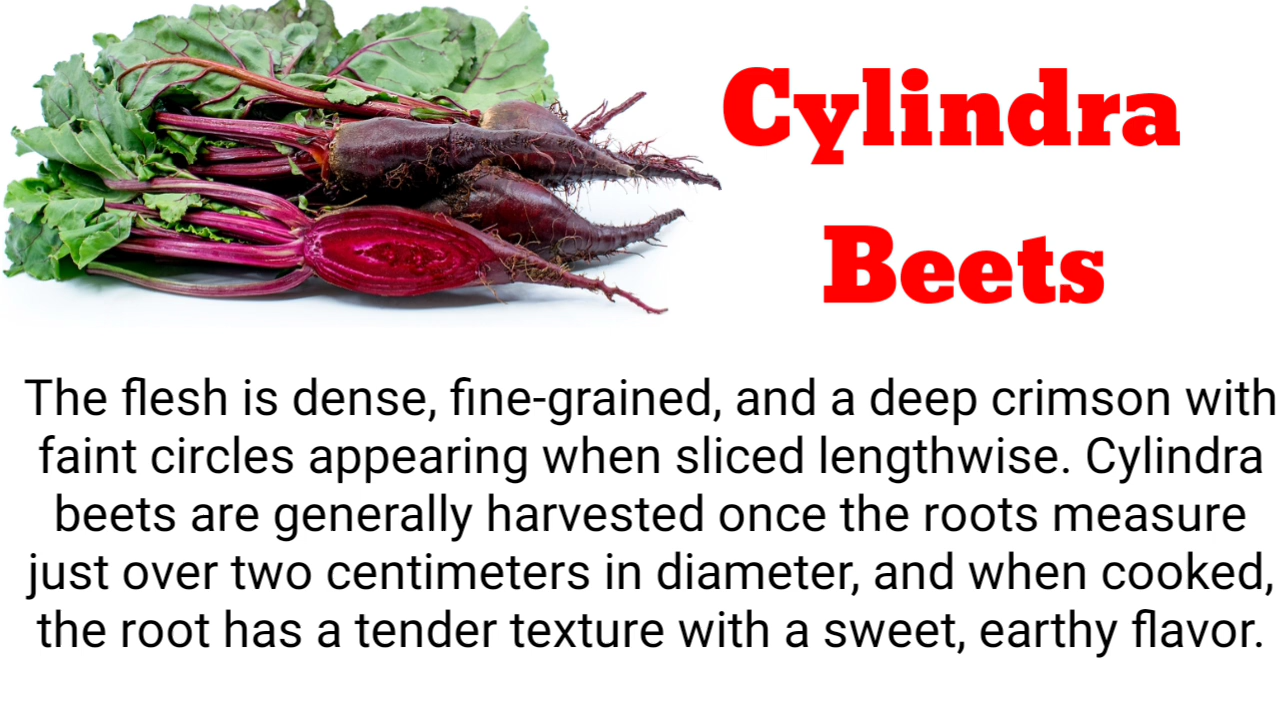 Cylindra
Beets
The flesh is dense, fine-grained, and a deep crimson with
faint circles appearing when sliced lengthwise. Cylindra
beets are generally harvested once the roots measure
just over two centimeters in diameter, and when cooked,
the root has a tender texture with a sweet, earthy flavor.